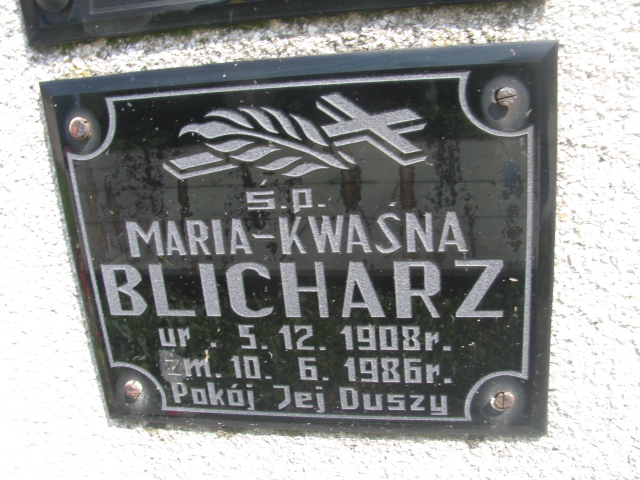 Ś.P.
MARIA-KWAŚNA
BLICHARZ
ur. 5. 12. 1908r.
zm. 10. 6. 1986r.
Pokój Jej Duszy